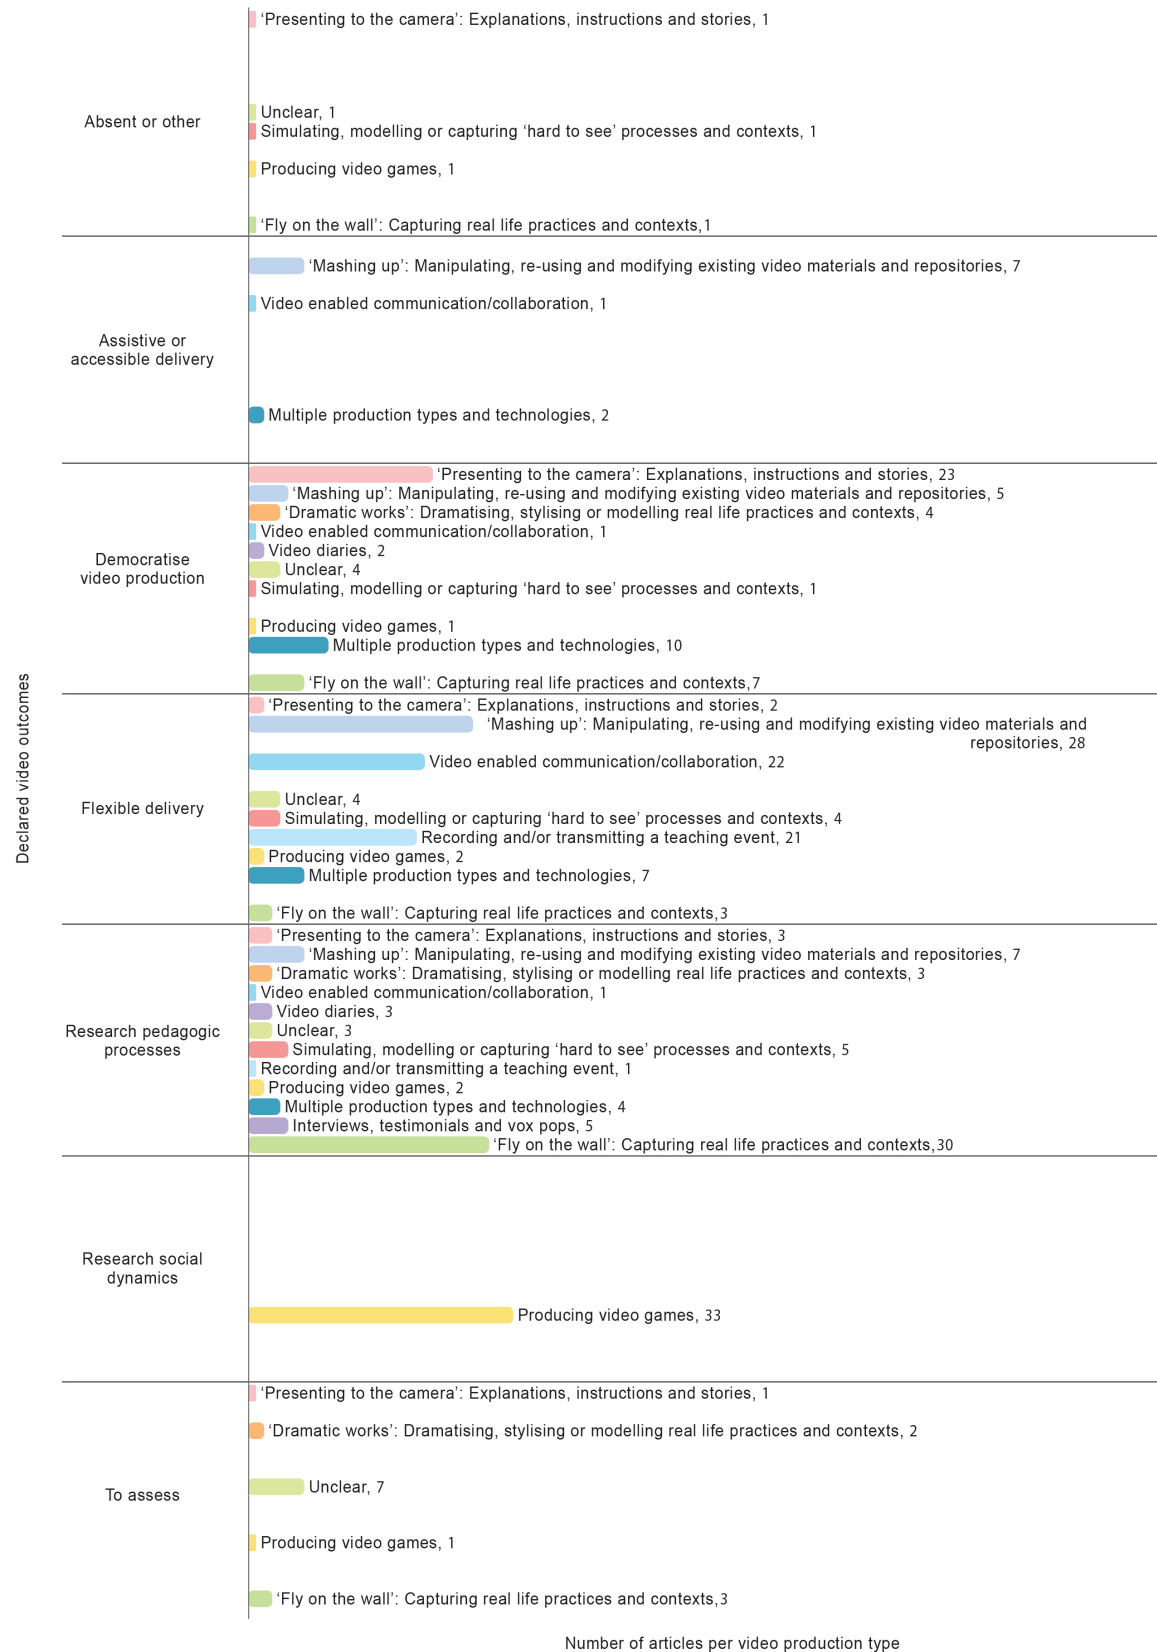 ‘Presenting to the camera’: Explanations, instructions and stories, 1
Unclear, 1
Absent or other
Simulating, modelling or capturing ‘hard to see’ processes and contexts, 1
Producing video games, 1
‘Fly on the wall’: Capturing real life practices and contexts,1
‘Mashing up’: Manipulating, re-using and modifying existing video materials and repositories, 7
Video enabled communication/collaboration, 1
Assistive or
accessible delivery
Multiple production types and technologies, 2
‘Presenting to the camera’: Explanations, instructions and stories, 23
‘Mashing up’: Manipulating, re-using and modifying existing video materials and repositories, 5
‘Dramatic works’: Dramatising, stylising or modelling real life practices and contexts, 4
Video enabled communication/collaboration, 1
Video diaries, 2
Democratise
video production
Unclear, 4
Simulating, modelling or capturing ‘hard to see’ processes and contexts, 1
Producing video games, 1
Multiple production types and technologies, 10
‘Fly on the wall’: Capturing real life practices and contexts,7
Declared video outcomes
‘Presenting to the camera’: Explanations, instructions and stories, 2
‘Mashing up’: Manipulating, re-using and modifying existing video materials and
repositories, 28
Video enabled communication/collaboration, 22
Flexible delivery
Unclear, 4
Simulating, modelling or capturing ‘hard to see’ processes and contexts, 4
Recording and/or transmitting a teaching event, 21
Producing video games, 2
Multiple production types and technologies, 7
‘Fly on the wall’: Capturing real life practices and contexts,3
‘Presenting to the camera’: Explanations, instructions and stories, 3
‘Mashing up’: Manipulating, re-using and modifying existing video materials and repositories, 7
‘Dramatic works’: Dramatising, stylising or modelling real life practices and contexts, 3
Video enabled communication/collaboration, 1
Video diaries, 3
Research pedagogic
processes
Unclear, 3
Simulating, modelling or capturing ‘hard to see’ processes and contexts, 5
Recording and/or transmitting a teaching event, 1
Producing video games, 2
Multiple production types and technologies, 4
Interviews, testimonials and vox pops, 5
‘Fly on the wall’: Capturing real life practices and contexts,30
Research social
dynamics
Producing video games, 33
‘Presenting to the camera’: Explanations, instructions and stories, 1
‘Dramatic works’: Dramatising, stylising or modelling real life practices and contexts, 2
Unclear, 7
To assess
Producing video games, 1
‘Fly on the wall’: Capturing real life practices and contexts,3
Number of articles per video production type